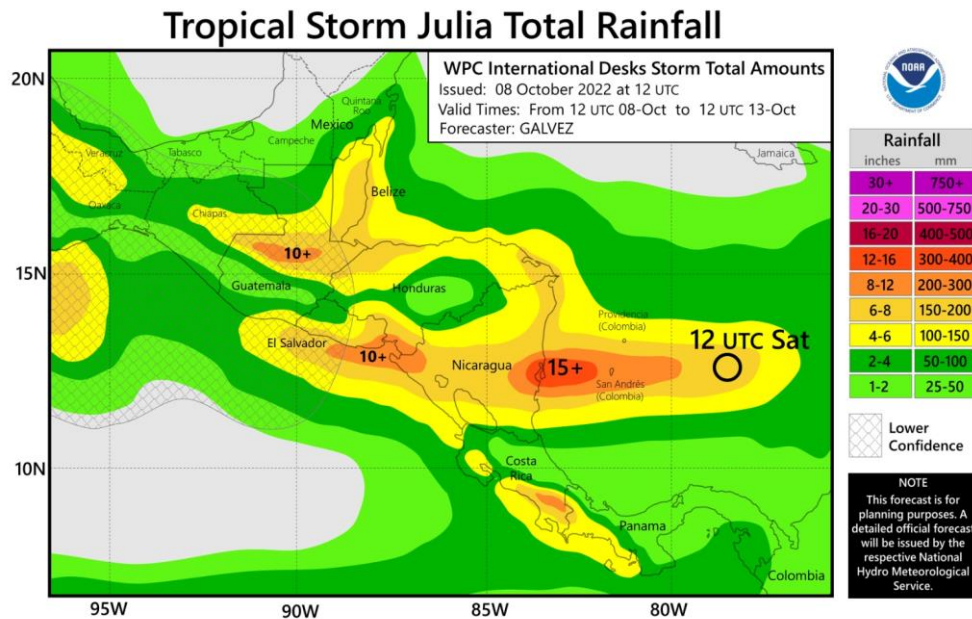 Tropical Storm Julia Total Rainfall
WPC International Desks Storm Total Amounts
Issued: 08 October 2022 at 12 UTC
Valid Times: From 12 UTC 08-Oct to 12 UTC 13-Oct
Forecaster: GALVEZ
20N
15N
10N
95W
90W
85W
80W
Quintana
Roo
Mexico
Campeche
Veracruz
Tabasco
Oaxaca
Chiapas
Belize
Jamaica
10+
Guatemala
Honduras
El Salvador
10+
Nicaragua
15+
Providencia
(Colombia)
San Andrés
(Colombia)
12 UTC Sat
Costa
Rica
Panama
Colombia
NOAA
Rainfall
inches mm
30+ 750+
20-30 500-750
16-20 400-500
12-16 300-400
8-12 200-300
6-8 150-200
4-6 100-150
2-4 50-100
1-2 25-50
Lower
Confidence
NOTE
This forecast is for
planning purposes. A
detailed official forecast
will be issued by the
respective National
Hydro Meteorological
Service.